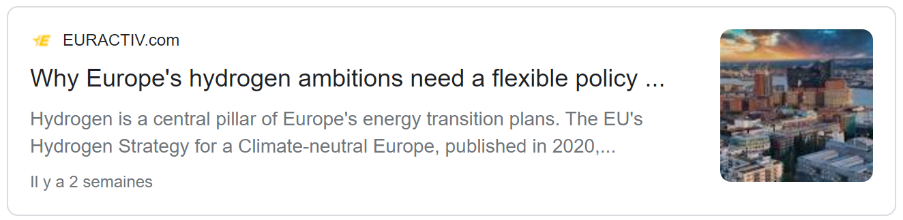 EURACTIV.com
Why Europe's hydrogen ambitions need a flexible policy ...
Hydrogen is a central pillar of Europe's energy transition plans. The EU's
Hydrogen Strategy for a Climate-neutral Europe, published in 2020,...
Il y a 2 semaines